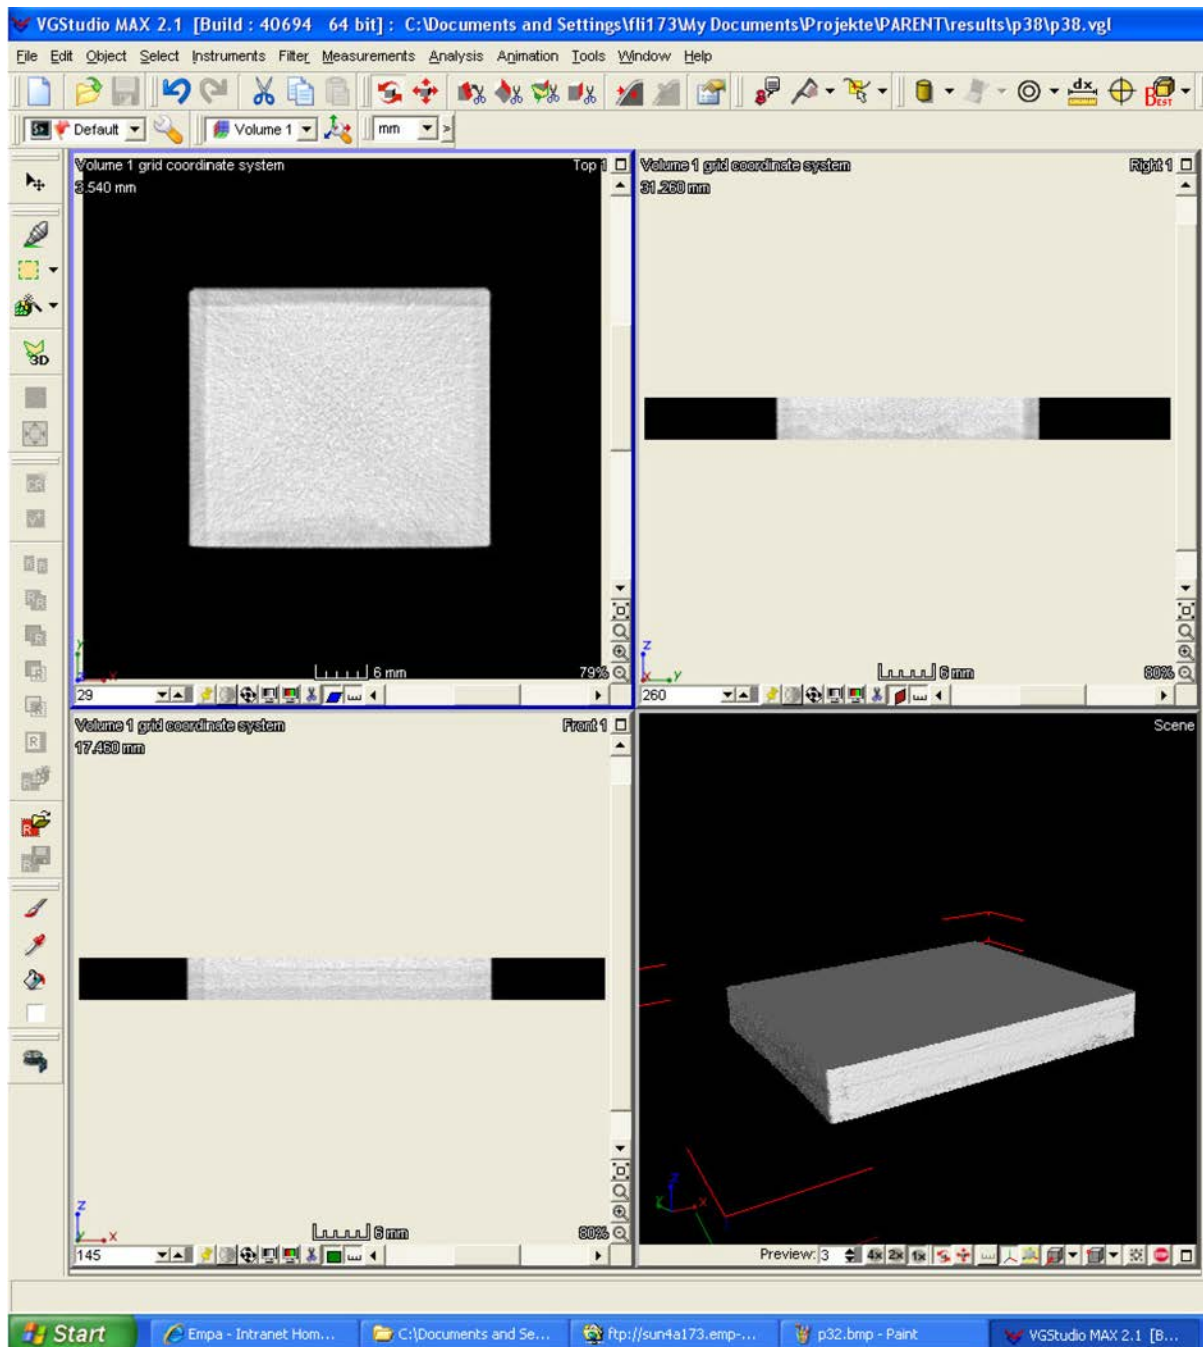 VGStudio MAX 2.1 [Build : 40694 64 bit] : C:\Documents and Settings\fli173\My Documents\Projekte\PARENT\results\p38\p38.vgl
File Edit Object Select Instruments Filter Measurements Analysis Animation Tools Window Help
dx
BEST
Default Volume 1 mm >
Volume 1 grid coordinate system Top 1
3.540 mm
Volume 1 grid coordinate system Right 1
31.260 mm
3D
CR
6 mm 79%
29
z
x y
6 mm 80%
260
Volume 1 grid coordinate system Front 1
17.460 mm
Scene
R
z
y x
6 mm 80%
145
Preview: 3 4x 2x 1x
Start Empa - Intranet Hom... C:\Documents and Se... ftp://sun4a173.emp-... p32.bmp - Paint VGStudio MAX 2.1 [B...